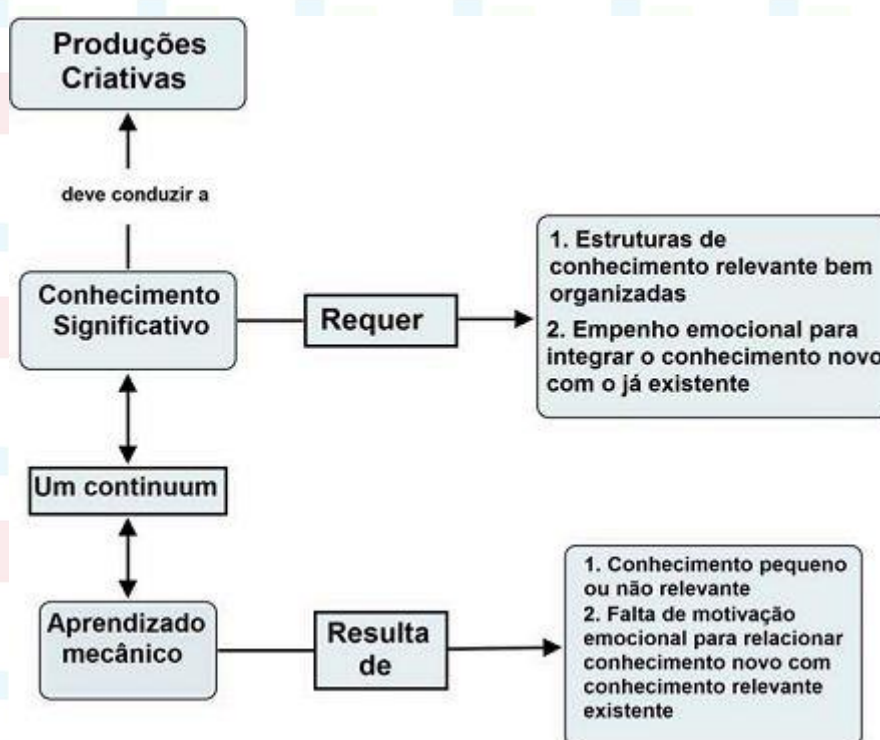 Produções
Criativas
deve conduzir a
Conhecimento
Significativo
Requer
1. Estruturas de
conhecimento relevante bem
organizadas
2. Empenho emocional para
integrar o conhecimento novo
com o já existente
Um continuum
Aprendizado
mecânico
Resulta
de
1. Conhecimento pequeno
ou não relevante
2. Falta de motivação
emocional para relacionar
conhecimento novo com
conhecimento relevante
existente